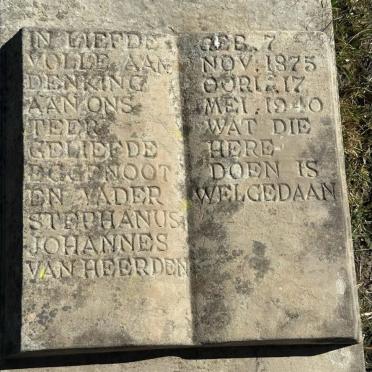 IN LIEFDE
VOLLE AAN
DENKING
AAN ONS
TEER
GELIEFDE
EGGENOOT
EN VADER
STEPHANUS
JOHANNES
VAN HEERDEN
GEB. 7
NOV. 1875
OORL. 17
MEI. 1940
WAT DIE
HERE
DOEN IS
WELGEDAAN